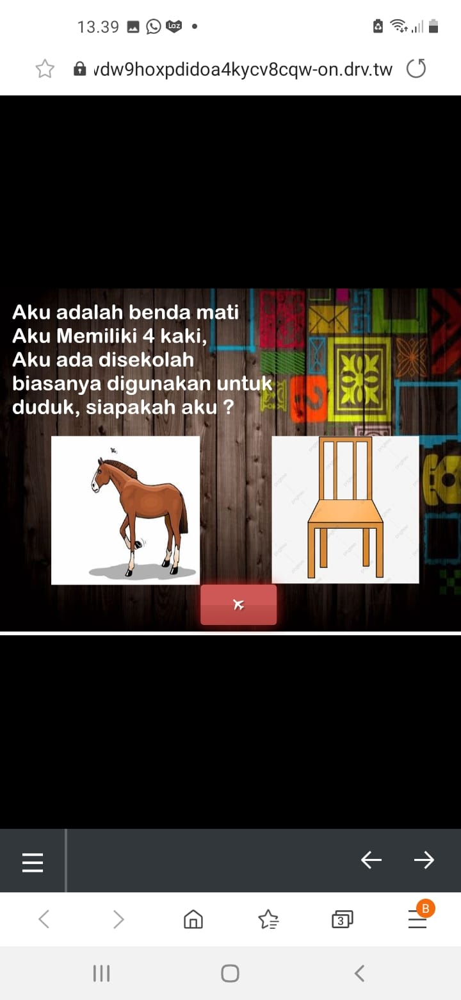 13.39
Laz
vdw9hoxpdidoa4kycv8cqw-on.drv.tw
Aku adalah benda mati
Aku Memiliki 4 kaki,
Aku ada disekolah
biasanya digunakan untuk
duduk, siapakah aku ?
3
B